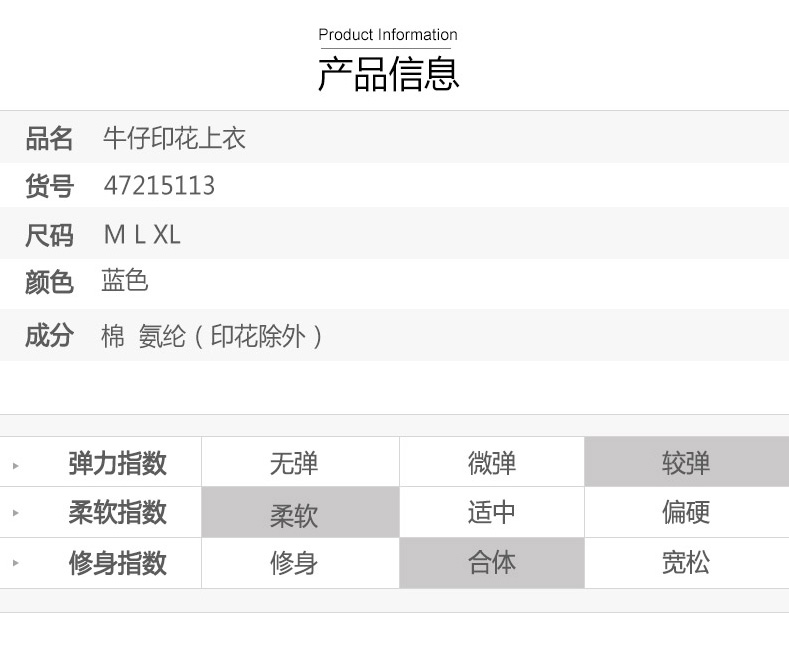 Product Information
产品信息
品名 牛仔印花上衣
货号 47215113
尺码 M L XL
颜色 蓝色
成分 棉 氨纶（印花除外）
弹力指数 无弹 微弹 较弹
柔软指数 柔软 适中 偏硬
修身指数 修身 合体 宽松